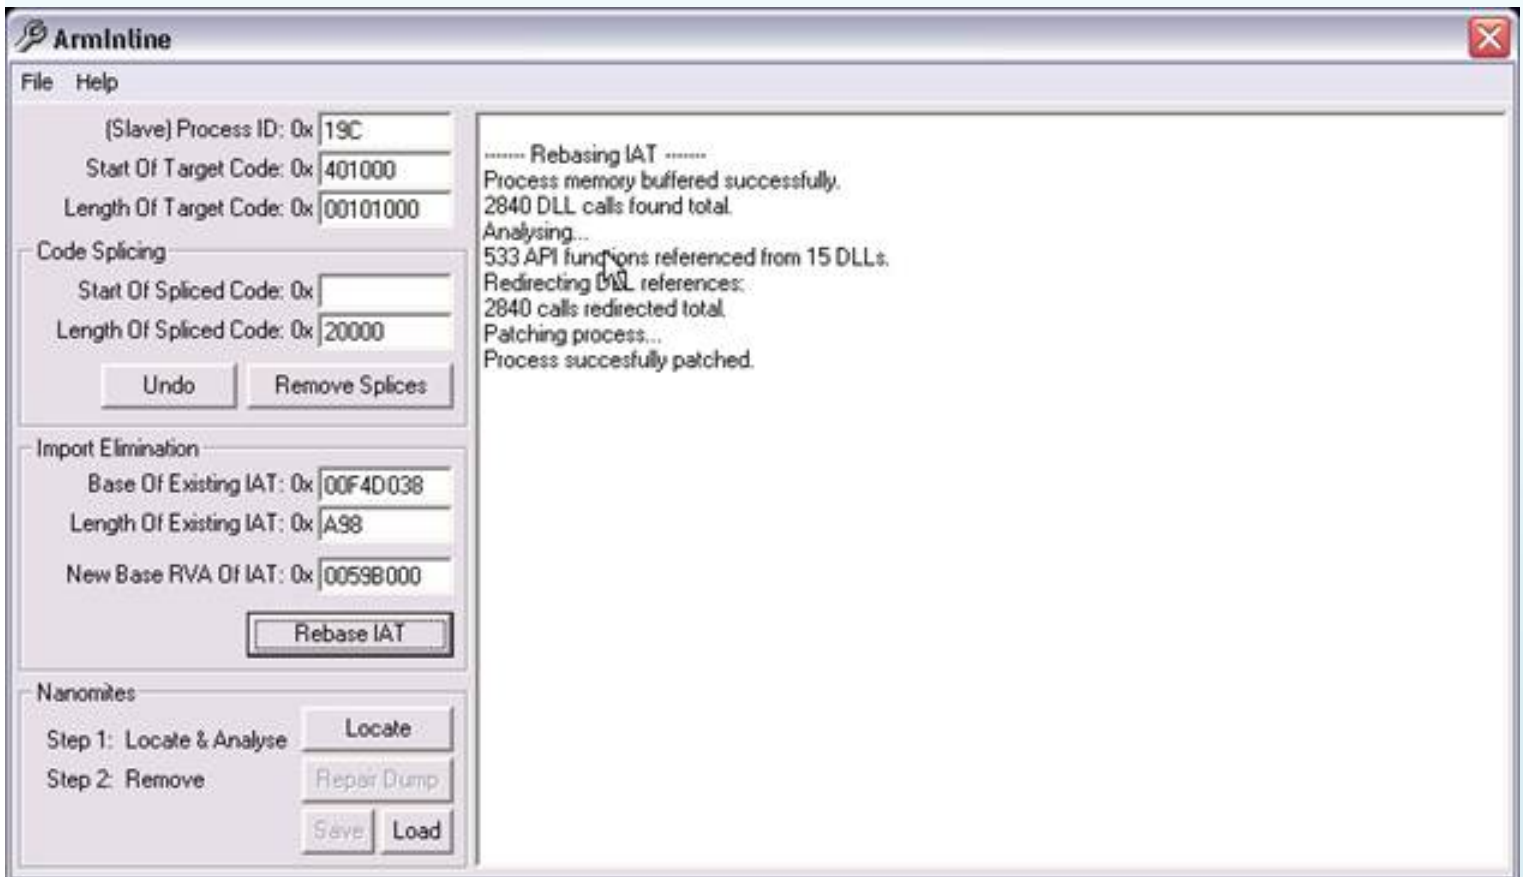 ArmInline
File Help
(Slave) Process ID: 0x 19C
Start Of Target Code: 0x 401000
Length Of Target Code: 0x 00101000
Code Splicing
Start Of Spliced Code: 0x
Length Of Spliced Code: 0x 20000
Undo Remove Splices
Import Elimination
Base Of Existing IAT: 0x 00F4D038
Length Of Existing IAT: 0x A98
New Base RVA Of IAT: 0x 0059B000
Rebase IAT
Nanomites
Step 1: Locate & Analyse Locate
Step 2: Remove Repair Dump
Save Load
------- Rebasing IAT -------
Process memory buffered successfully.
2840 DLL calls found total.
Analysing...
533 API functions referenced from 15 DLLs.
Redirecting DLL references:
2840 calls redirected total.
Patching process...
Process succesfully patched.